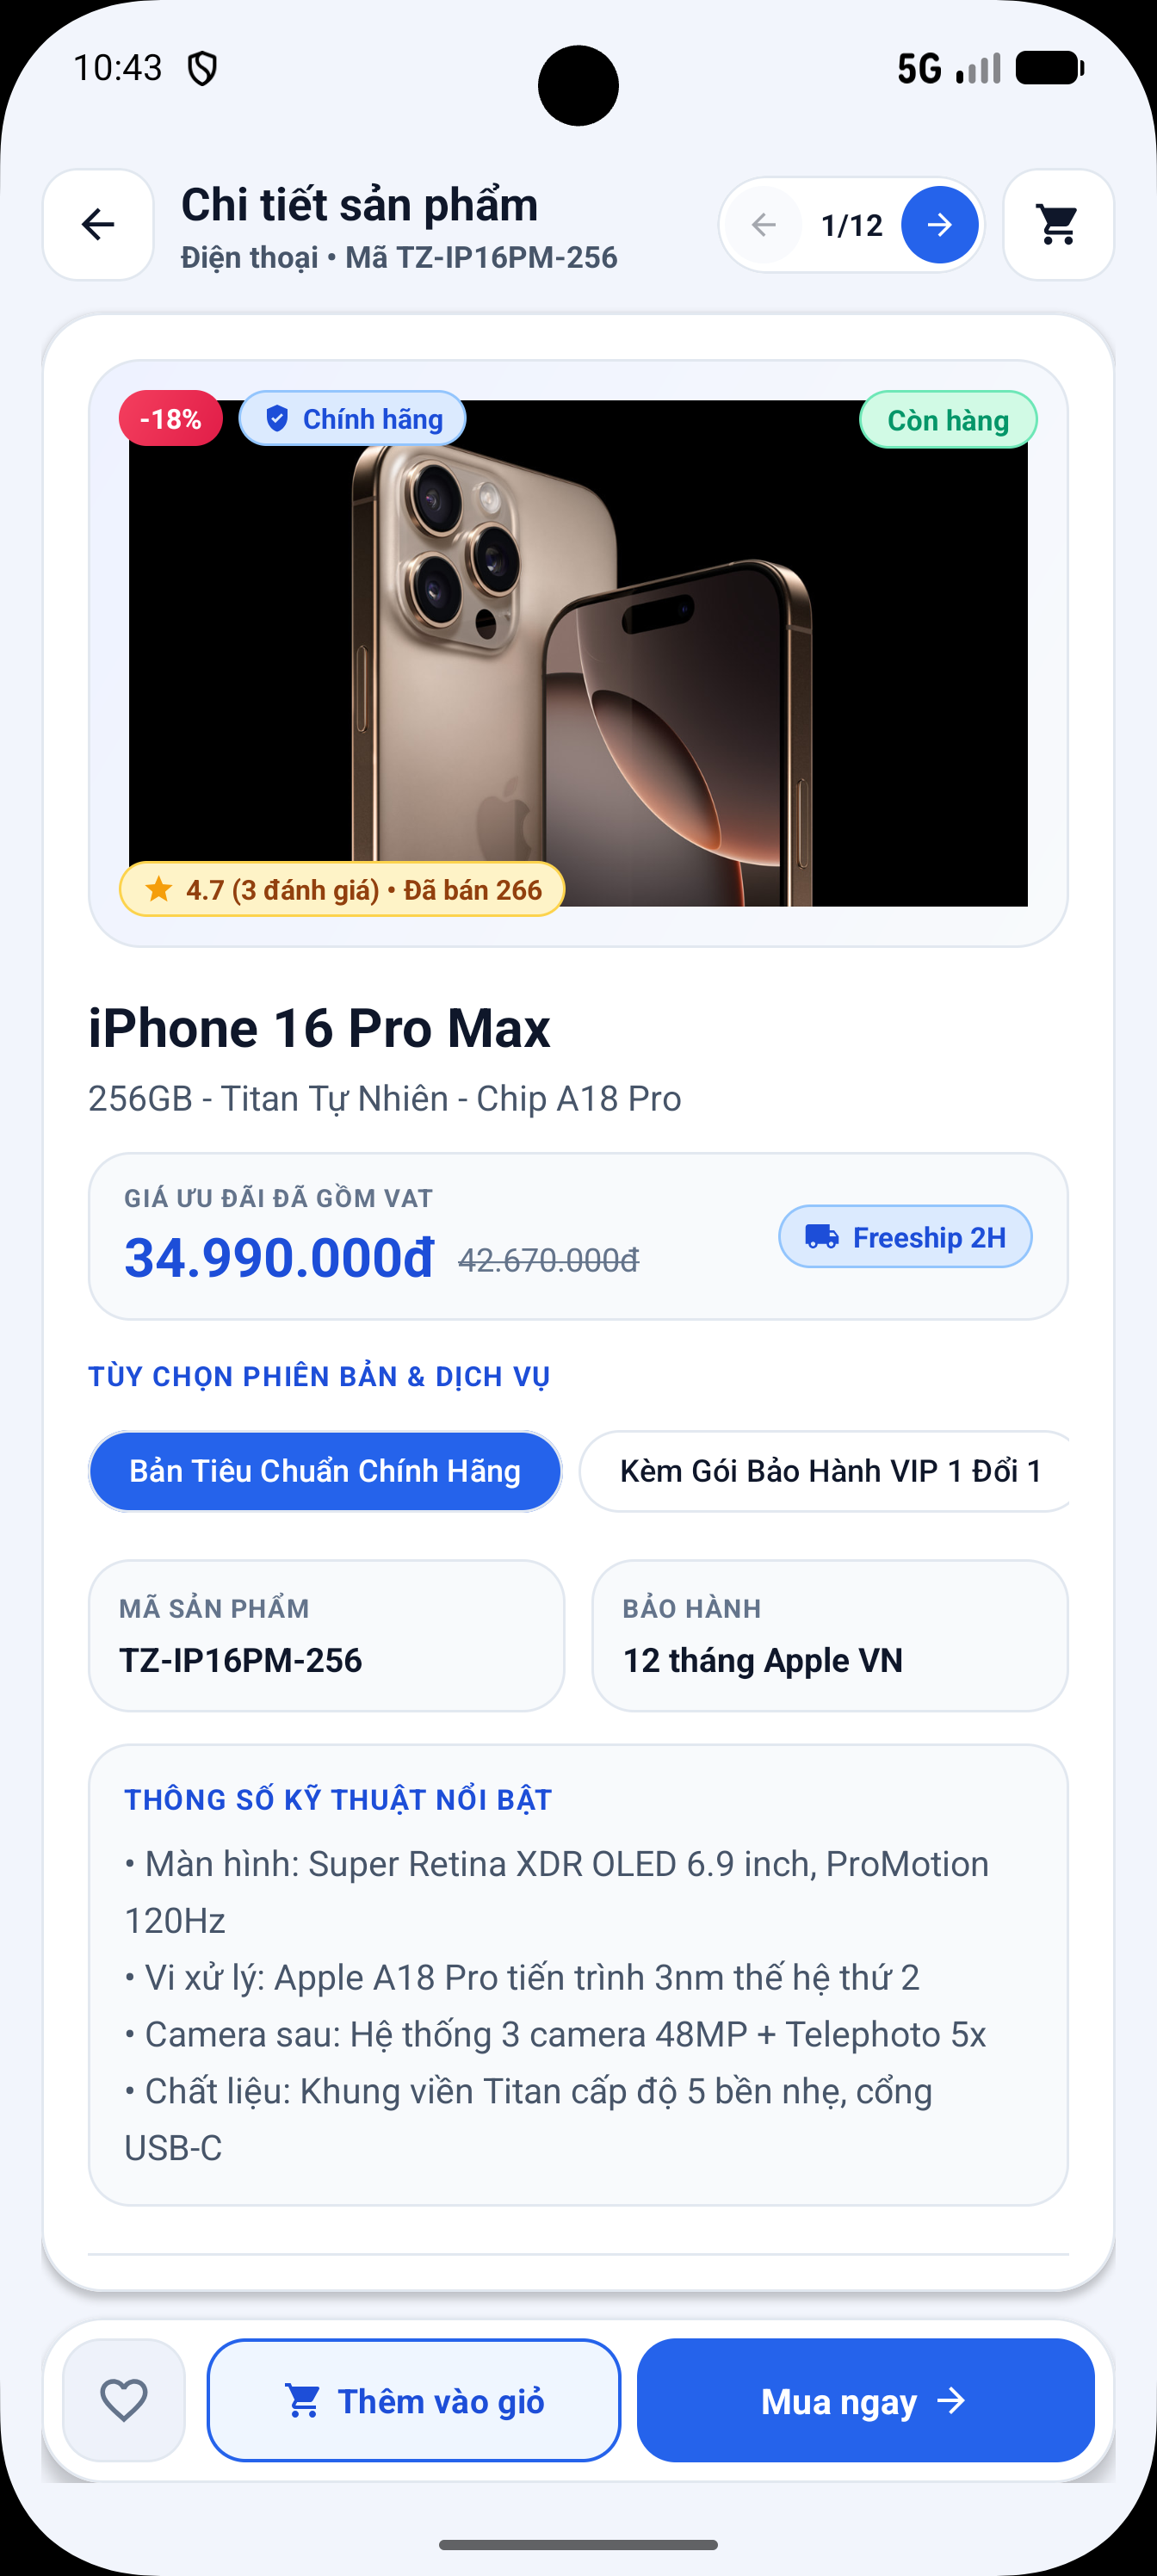 10:43
5G
Chi tiết sản phẩm
Điện thoại • Mã TZ-IP16PM-256
1/12
-18%
Chính hãng
Còn hàng
4.7 (3 đánh giá) • Đã bán 266
iPhone 16 Pro Max
256GB - Titan Tự Nhiên - Chip A18 Pro
GIÁ ƯU ĐÃI ĐÃ GỒM VAT
34.990.000đ 42.670.000đ
Freeship 2H
TÙY CHỌN PHIÊN BẢN & DỊCH VỤ
Bản Tiêu Chuẩn Chính Hãng
Kèm Gói Bảo Hành VIP 1 Đổi 1
MÃ SẢN PHẨM
TZ-IP16PM-256
BẢO HÀNH
12 tháng Apple VN
THÔNG SỐ KỸ THUẬT NỔI BẬT
• Màn hình: Super Retina XDR OLED 6.9 inch, ProMotion
120Hz
• Vi xử lý: Apple A18 Pro tiến trình 3nm thế hệ thứ 2
• Camera sau: Hệ thống 3 camera 48MP + Telephoto 5x
• Chất liệu: Khung viền Titan cấp độ 5 bền nhẹ, cổng
USB-C
Thêm vào giỏ
Mua ngay